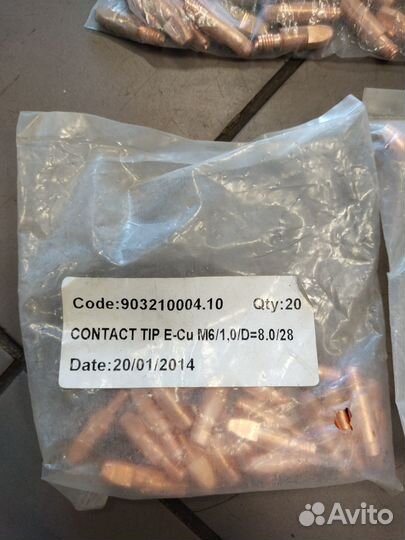 Code:903210004.10 Qty:20
CONTACT TIP E-Cu M6/1,0/D=8.0/28
Date:20/01/2014
Avito